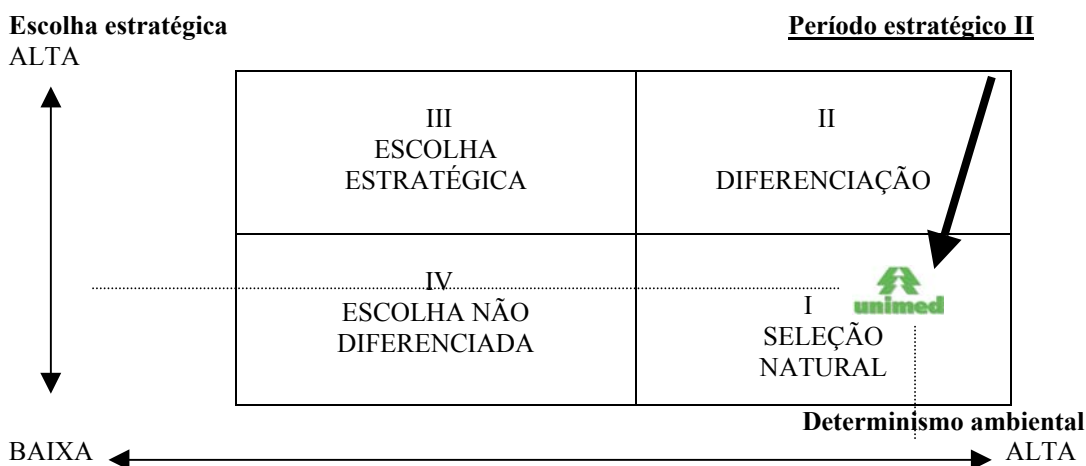 Escolha estratégica
Período estratégico II
ALTA
III
ESCOLHA
ESTRATÉGICA
II
DIFERENCIAÇÃO
IV
ESCOLHA NÃO
DIFERENCIADA
unimed
I
SELEÇÃO
NATURAL
Determinismo ambiental
BAIXA
ALTA